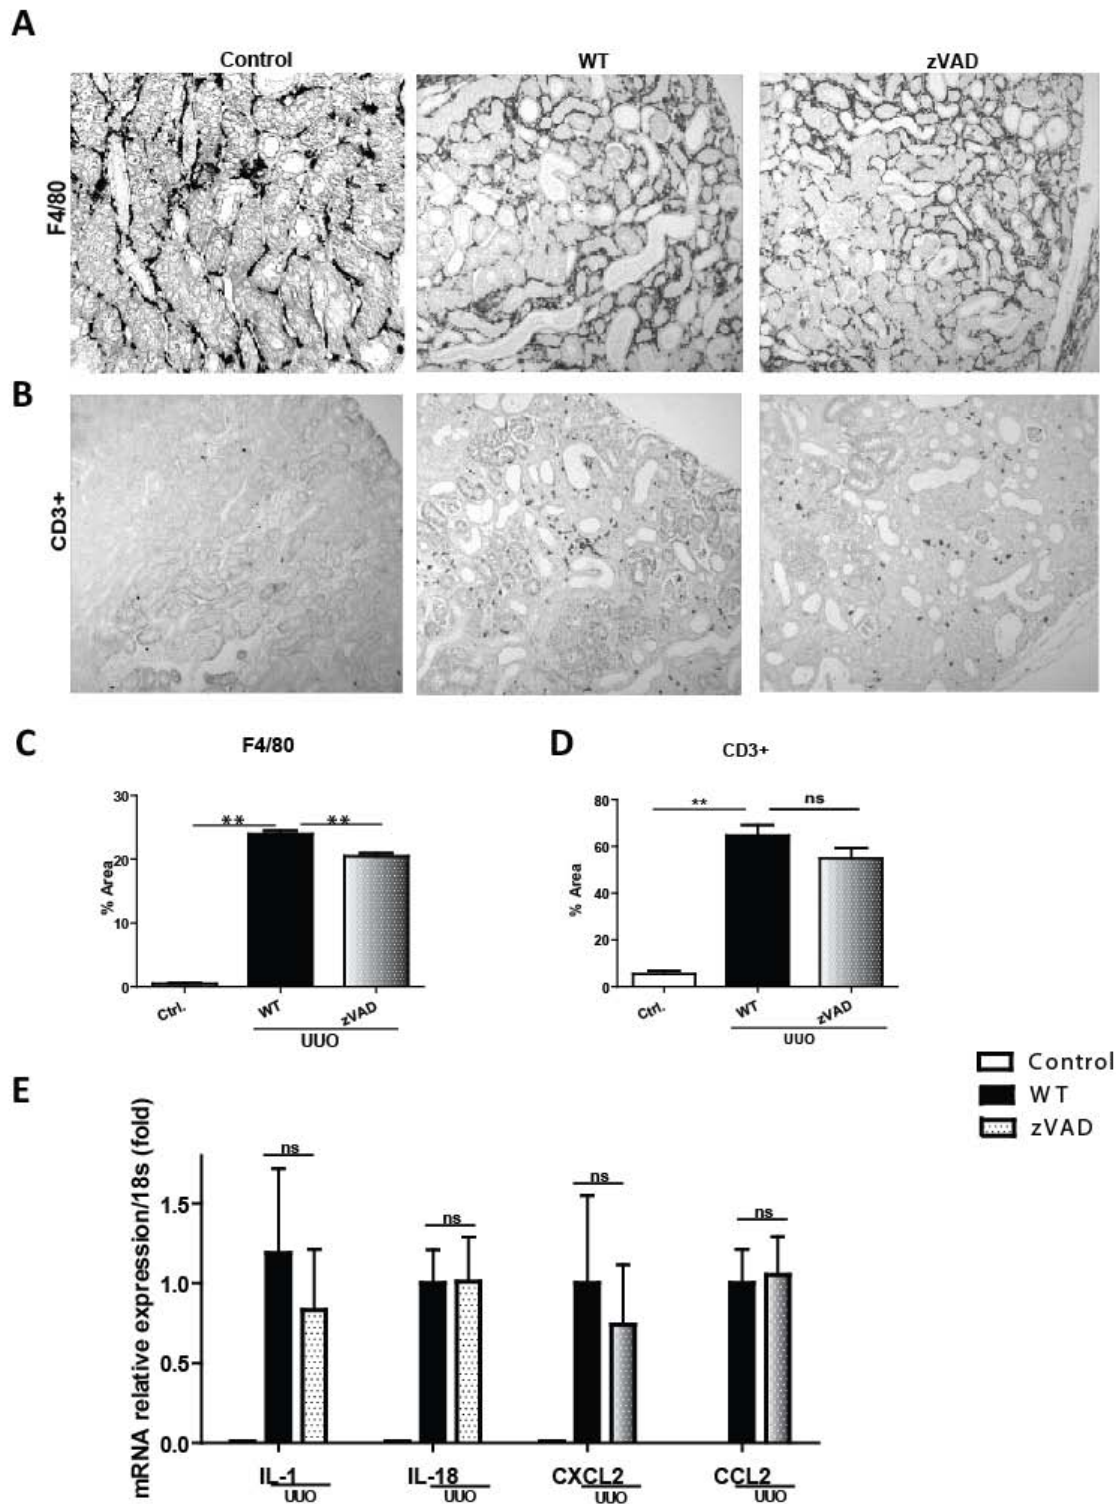 A
Control WT zVAD
F4/80
B
CD3+
C
F4/80
30
20
10
0
% Area
** **
Ctrl. WT zVAD
UUO
D
CD3+
80
60
40
20
0
% Area
** ns
Ctrl. WT zVAD
UUO
Control
WT
zVAD
E
mRNA relative expression/18s (fold)
1.5
1.0
0.5
0.0
ns ns ns ns
IL-1 IL-18 CXCL2 CCL2
UUO UUO UUO UUO